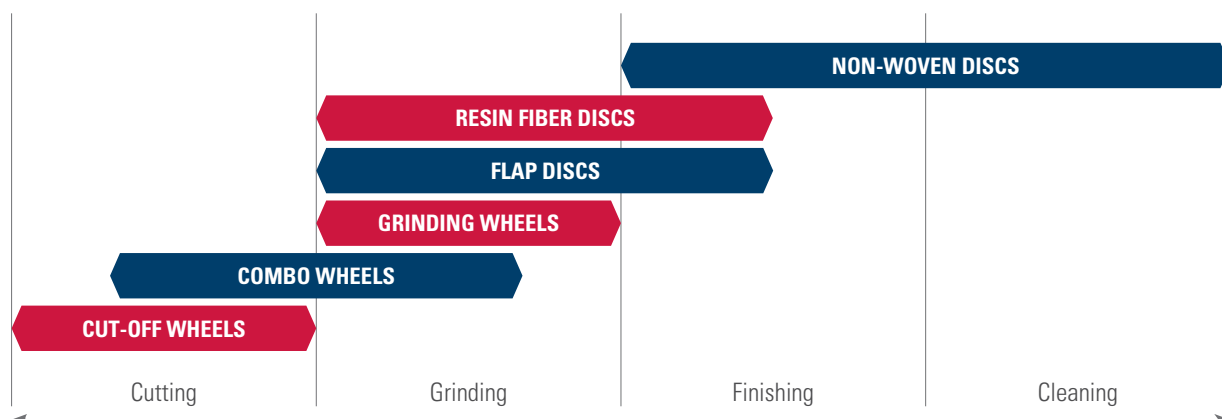 NON-WOVEN DISCS
RESIN FIBER DISCS
FLAP DISCS
GRINDING WHEELS
COMBO WHEELS
CUT-OFF WHEELS
Cutting Grinding Finishing Cleaning